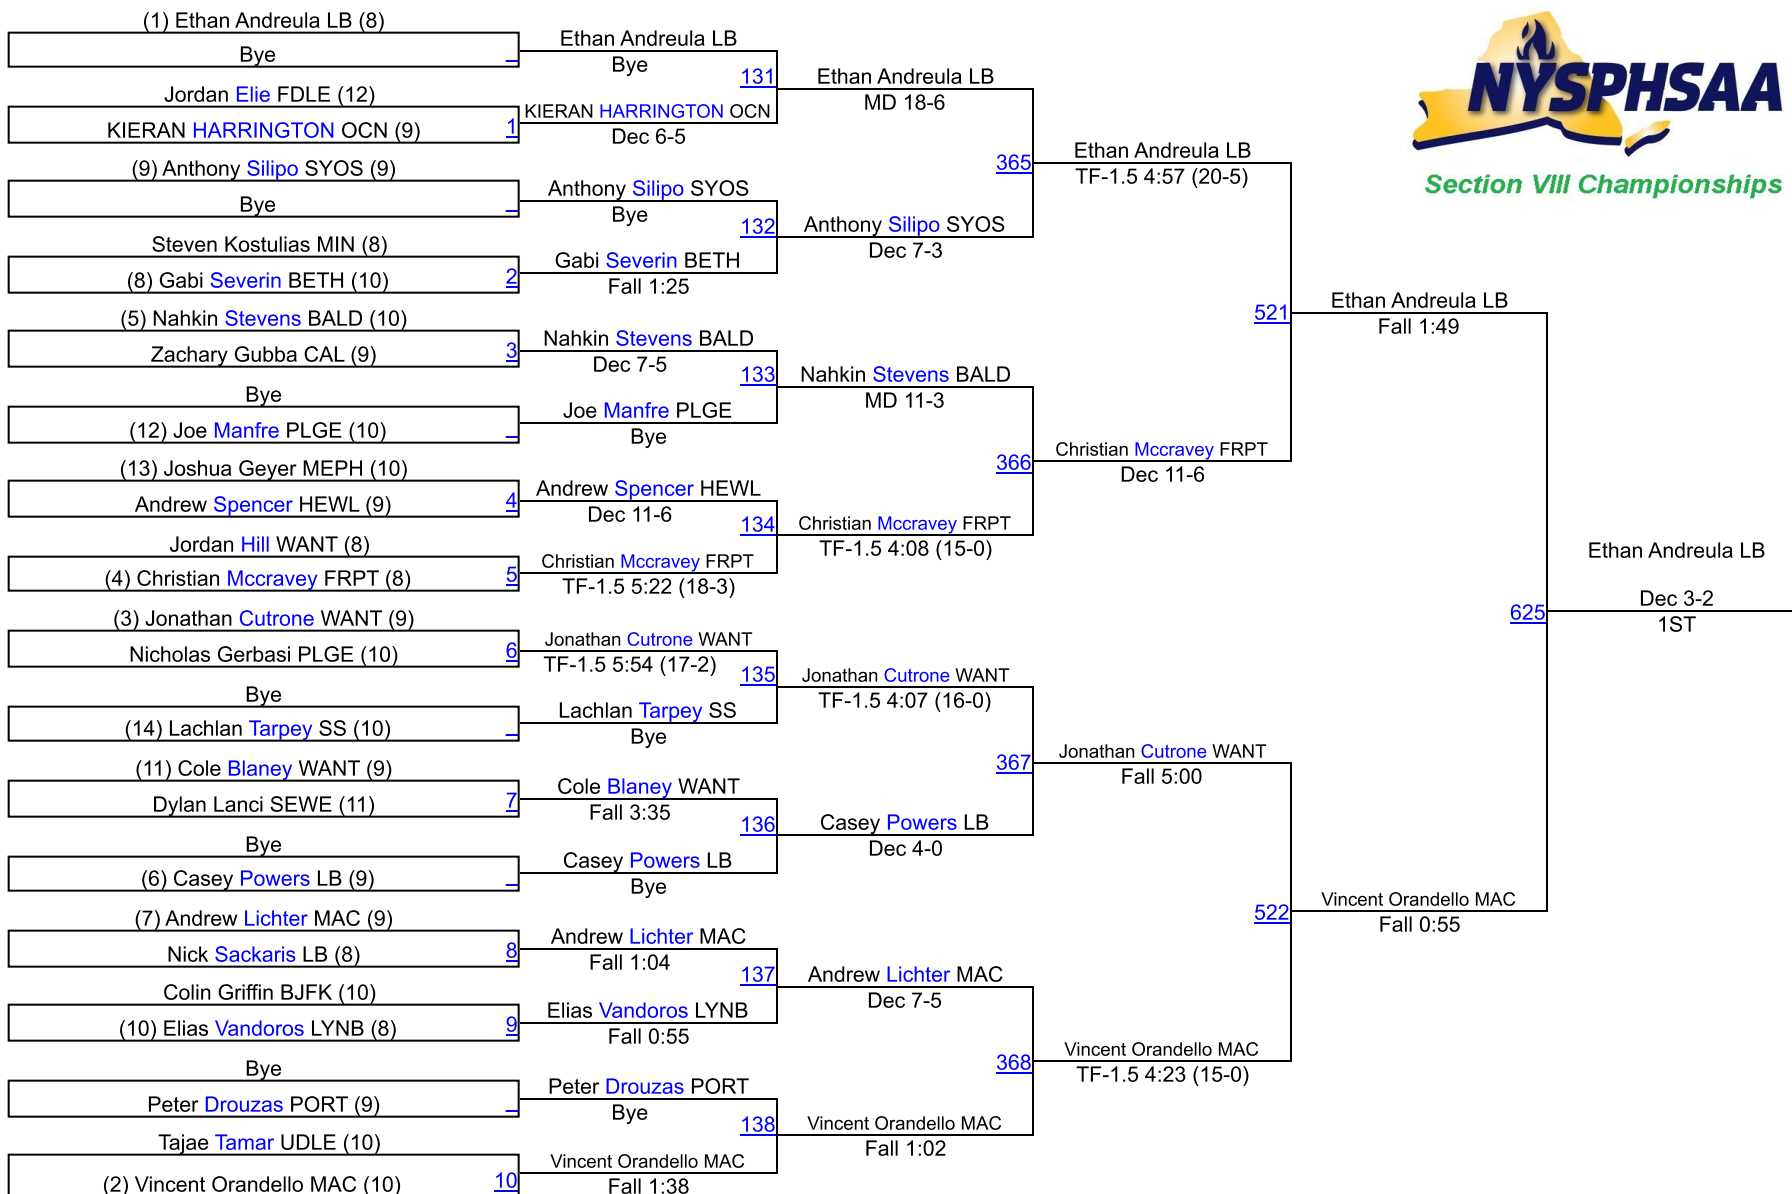 (1) Ethan Andreula LB (8)
Bye
Jordan Elie FDLE (12)
KIERAN HARRINGTON OCN (9) 1
(9) Anthony Silipo SYOS (9)
Bye
Steven Kostulias MIN (8)
(8) Gabi Severin BETH (10) 2
(5) Nahkin Stevens BALD (10)
Zachary Gubba CAL (9) 3
Bye
(12) Joe Manfre PLGE (10)
(13) Joshua Geyer MEPH (10)
Andrew Spencer HEWL (9) 4
Jordan Hill WANT (8)
(4) Christian Mccravey FRPT (8) 5
(3) Jonathan Cutrone WANT (9)
Nicholas Gerbasi PLGE (10) 6
Bye
(14) Lachlan Tarpey SS (10)
(11) Cole Blaney WANT (9)
Dylan Lanci SEWE (11) 7
Bye
(6) Casey Powers LB (9)
(7) Andrew Lichter MAC (9)
Nick Sackaris LB (8) 8
Colin Griffin BJFK (10)
(10) Elias Vandoros LYNB (8) 9
Bye
Peter Drouzas PORT (9)
Tajae Tamar UDLE (10)
(2) Vincent Orandello MAC (10) 10
Ethan Andreula LB
Bye
131
KIERAN HARRINGTON OCN
Dec 6-5
Anthony Silipo SYOS
Bye
132
Gabi Severin BETH
Fall 1:25
Nahkin Stevens BALD
Dec 7-5
133
Joe Manfre PLGE
Bye
Andrew Spencer HEWL
Dec 11-6
134
Christian Mccravey FRPT
TF-1.5 5:22 (18-3)
Jonathan Cutrone WANT
TF-1.5 5:54 (17-2)
135
Lachlan Tarpey SS
Bye
Cole Blaney WANT
Fall 3:35
136
Casey Powers LB
Bye
Andrew Lichter MAC
Fall 1:04
137
Elias Vandoros LYNB
Fall 0:55
Peter Drouzas PORT
Bye
138
Vincent Orandello MAC
Fall 1:38
Ethan Andreula LB
MD 18-6
365
Anthony Silipo SYOS
Dec 7-3
Nahkin Stevens BALD
MD 11-3
366
Christian Mccravey FRPT
TF-1.5 4:08 (15-0)
Jonathan Cutrone WANT
TF-1.5 4:07 (16-0)
367
Casey Powers LB
Dec 4-0
Andrew Lichter MAC
Dec 7-5
368
Vincent Orandello MAC
Fall 1:02
Ethan Andreula LB
TF-1.5 4:57 (20-5)
521
Christian Mccravey FRPT
Dec 11-6
Jonathan Cutrone WANT
Fall 5:00
522
Vincent Orandello MAC
TF-1.5 4:23 (15-0)
Ethan Andreula LB
Fall 1:49
625
Vincent Orandello MAC
Fall 0:55
Ethan Andreula LB
Dec 3-2
1ST
NYSPHSAA
Section VIII Championships